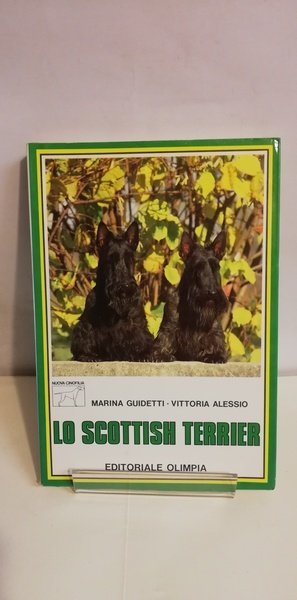 NUOVA CINOFILIA
MARINA GUIDETTI · VITTORIA ALESSIO
LO SCOTTISH TERRIER
EDITORIALE OLIMPIA